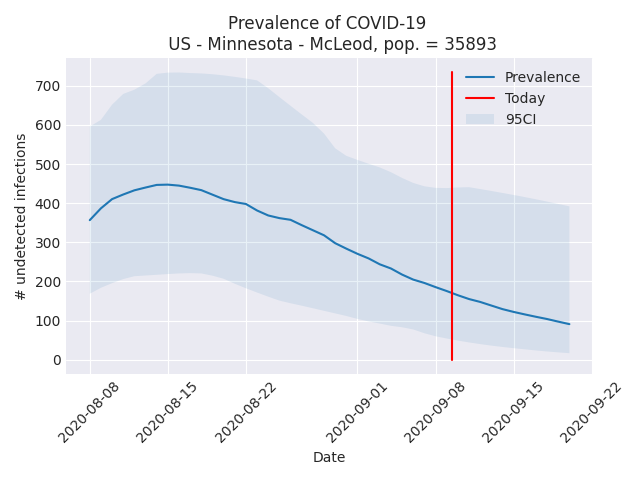 Prevalence of COVID-19
US - Minnesota - McLeod, pop. = 35893
# undetected infections
700
600
500
400
300
200
100
0
Prevalence
Today
95CI
2020-08-08
2020-08-15
2020-08-22
2020-09-01
2020-09-08
2020-09-15
2020-09-22
Date